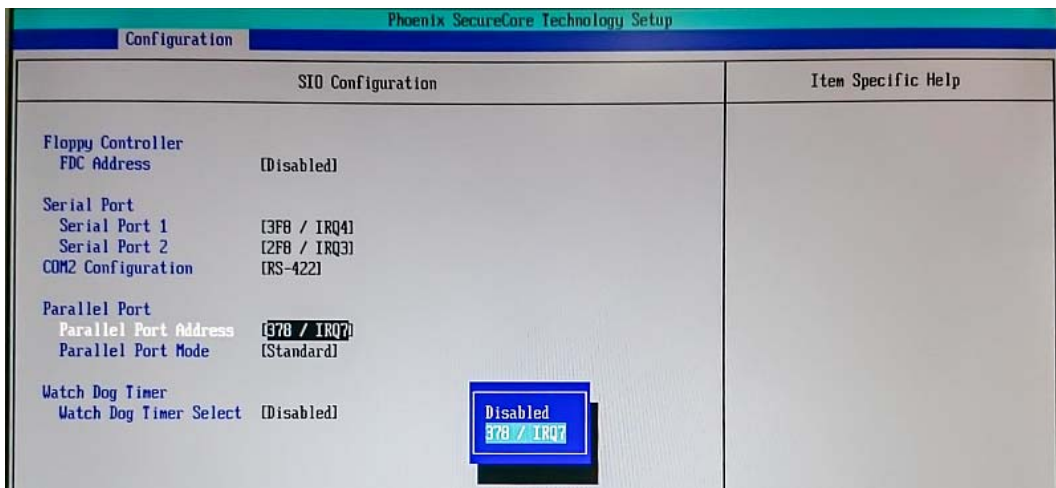 Phoenix SecureCore Technology Setup
Configuration
SIO Configuration
Item Specific Help
Floppy Controller
FDC Address [Disabled]
Serial Port
Serial Port 1 [3F8 / IRQ4]
Serial Port 2 [2F8 / IRQ3]
COM2 Configuration [RS-422]
Parallel Port
Parallel Port Address [378 / IRQ7]
Parallel Port Mode [Standard]
Watch Dog Timer
Watch Dog Timer Select [Disabled]
Disabled
378 / IRQ7